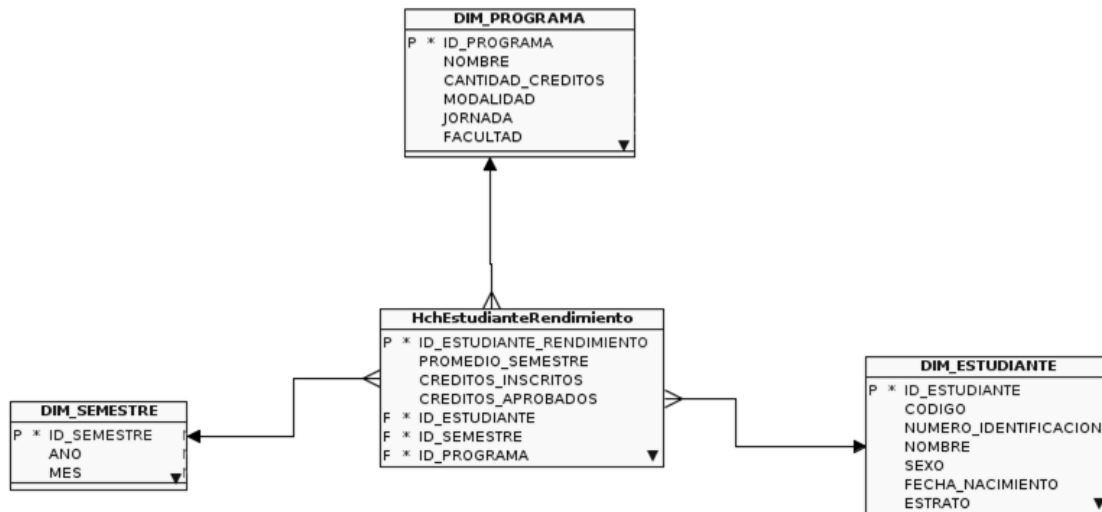 DIM_PROGRAMA
P * ID_PROGRAMA
NOMBRE
CANTIDAD_CREDITOS
MODALIDAD
JORNADA
FACULTAD
HchEstudianteRendimiento
P * ID_ESTUDIANTE_RENDIMIENTO
PROMEDIO_SEMESTRE
CREDITOS_INSCRITOS
CREDITOS_APROBADOS
F * ID_ESTUDIANTE
F * ID_SEMESTRE
F * ID_PROGRAMA
DIM_SEMESTRE
P * ID_SEMESTRE
ANO
MES
DIM_ESTUDIANTE
P * ID_ESTUDIANTE
CODIGO
NUMERO_IDENTIFICACION
NOMBRE
SEXO
FECHA_NACIMIENTO
ESTRATO